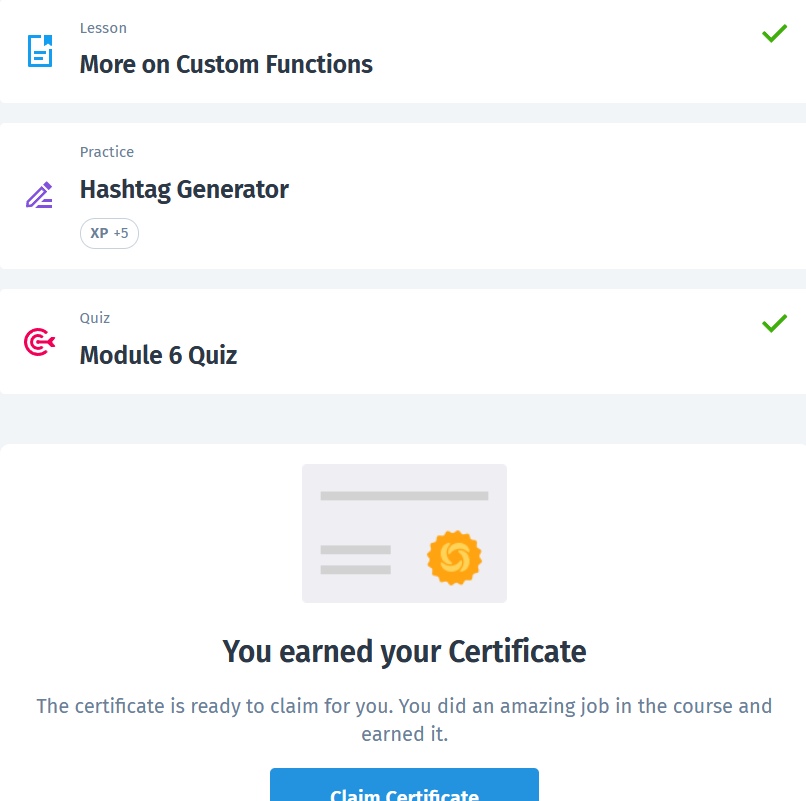 Lesson
More on Custom Functions
Practice
Hashtag Generator
XP +5
Quiz
Module 6 Quiz
You earned your Certificate
The certificate is ready to claim for you. You did an amazing job in the course and
earned it.
Claim Certificate